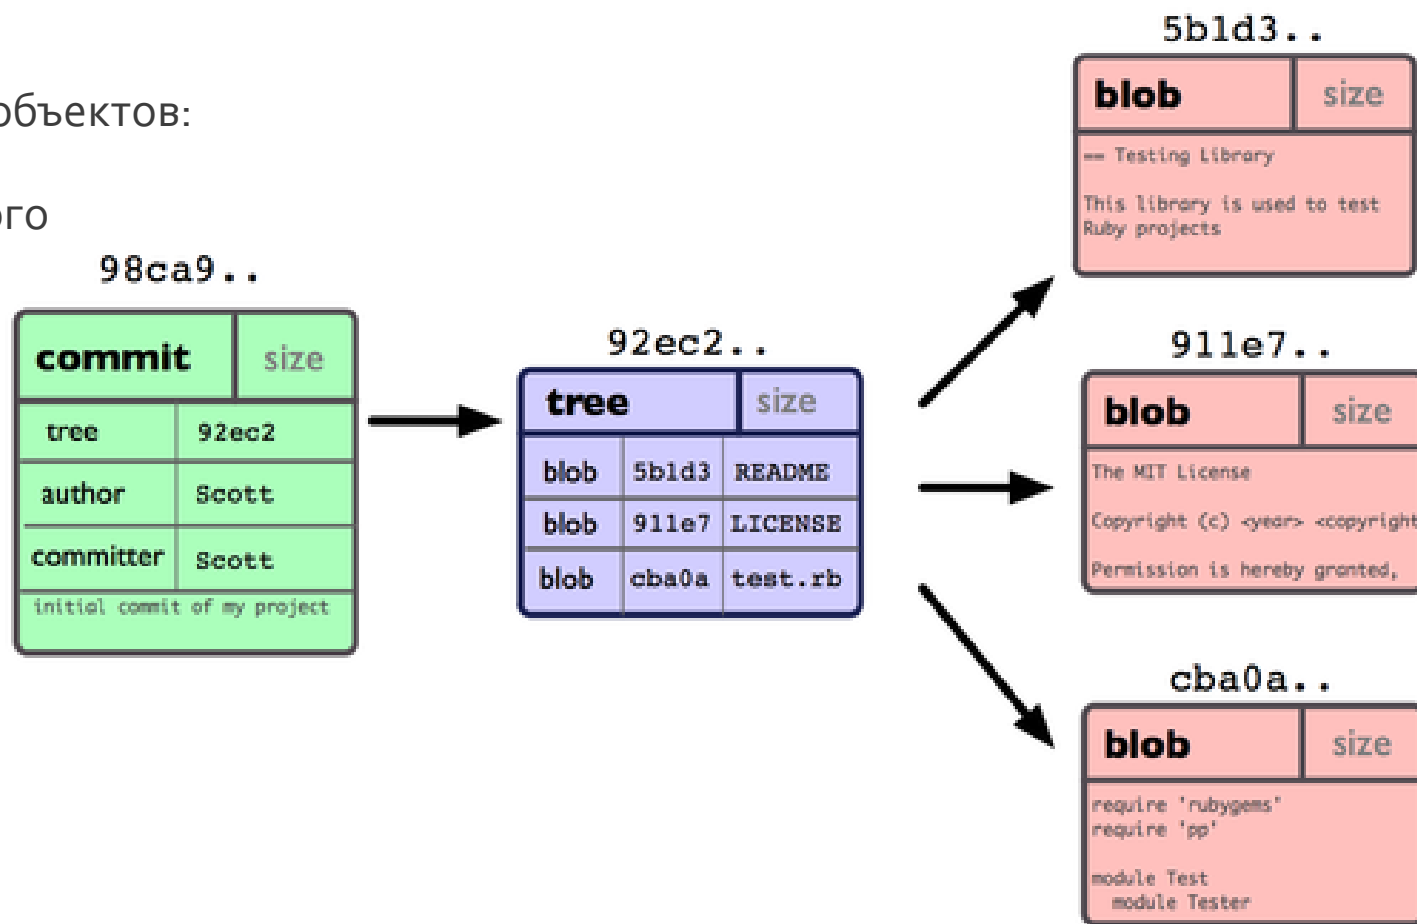 объектов:
ого
98ca9..
commit size
tree 92ec2
author Scott
committer Scott
initial commit of my project
92ec2..
tree size
blob 5b1d3 README
blob 911e7 LICENSE
blob cba0a test.rb
5b1d3..
blob size
== Testing Library
This library is used to test
Ruby projects
911e7..
blob size
The MIT License
Copyright (c) <year> <copyright
Permission is hereby granted,
cba0a..
blob size
require 'rubygems'
require 'pp'
module Test
module Tester